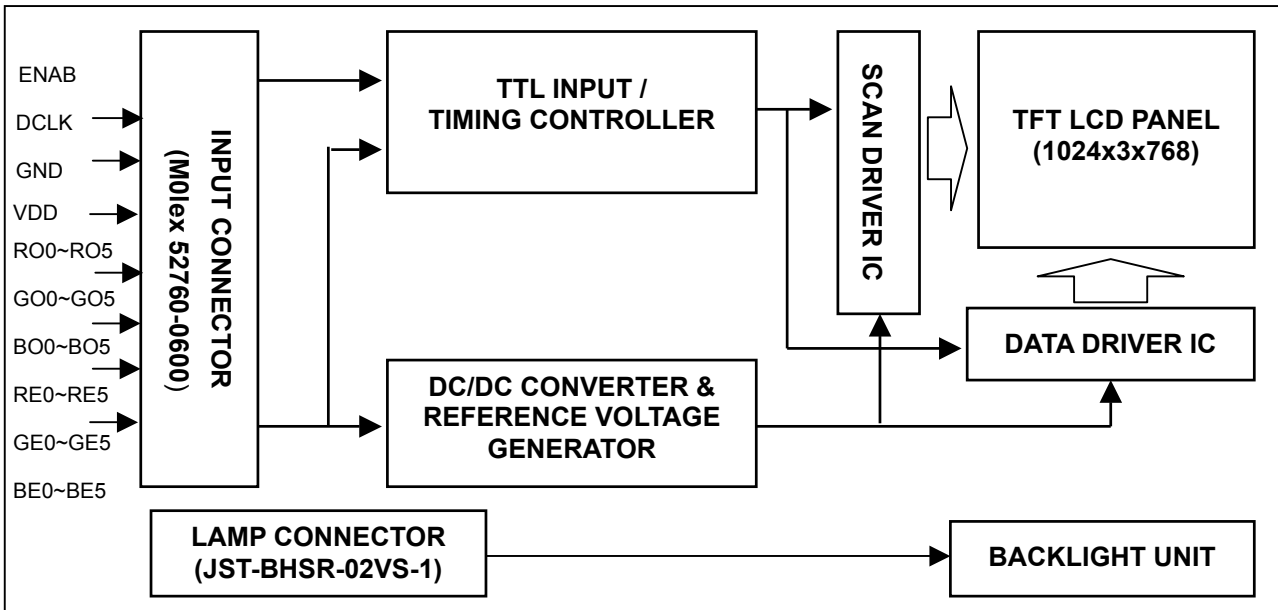 ENAB
DCLK
GND
VDD
RO0~RO5
GO0~GO5
BO0~BO5
RE0~RE5
GE0~GE5
BE0~BE5
INPUT CONNECTOR
(M0lex 52760-0600)
TTL INPUT /
TIMING CONTROLLER
SCAN DRIVER IC
TFT LCD PANEL
(1024x3x768)
DATA DRIVER IC
DC/DC CONVERTER &
REFERENCE VOLTAGE
GENERATOR
LAMP CONNECTOR
(JST-BHSR-02VS-1)
BACKLIGHT UNIT